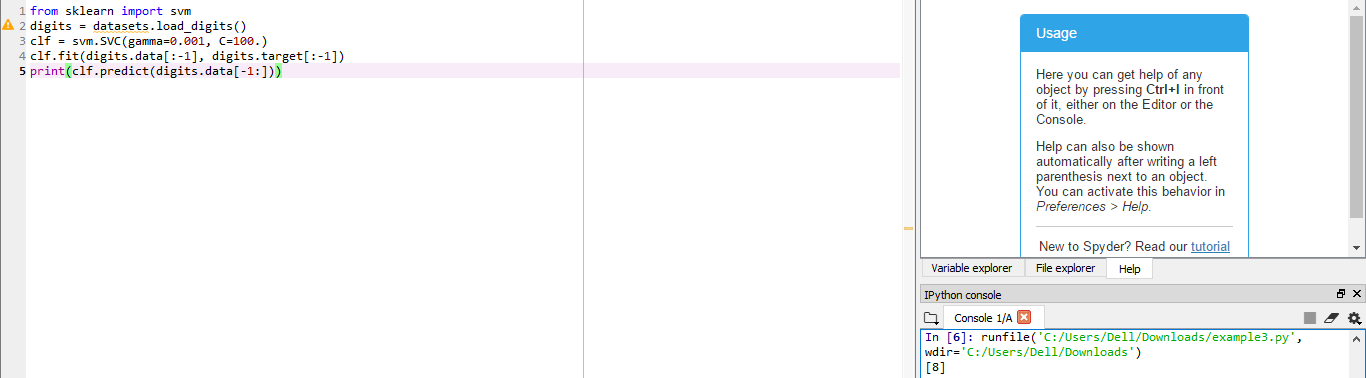 1 from sklearn import svm
2 digits = datasets.load_digits()
3 clf = svm.SVC(gamma=0.001, C=100.)
4 clf.fit(digits.data[:-1], digits.target[:-1])
5 print(clf.predict(digits.data[-1:]))
Usage
Here you can get help of any
object by pressing Ctrl+I in front
of it, either on the Editor or the
Console.
Help can also be shown
automatically after writing a left
parenthesis next to an object.
You can activate this behavior in
Preferences > Help.
New to Spyder? Read our tutorial
Variable explorer File explorer Help
IPython console
Console 1/A
In [6]: runfile('C:/Users/Dell/Downloads/example3.py',
wdir='C:/Users/Dell/Downloads')
[8]